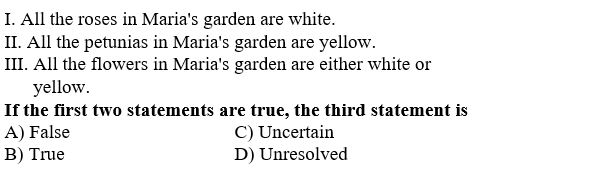 I. All the roses in Maria's garden are white.
II. All the petunias in Maria's garden are yellow.
III. All the flowers in Maria's garden are either white or
yellow.
If the first two statements are true, the third statement is
A) False C) Uncertain
B) True D) Unresolved